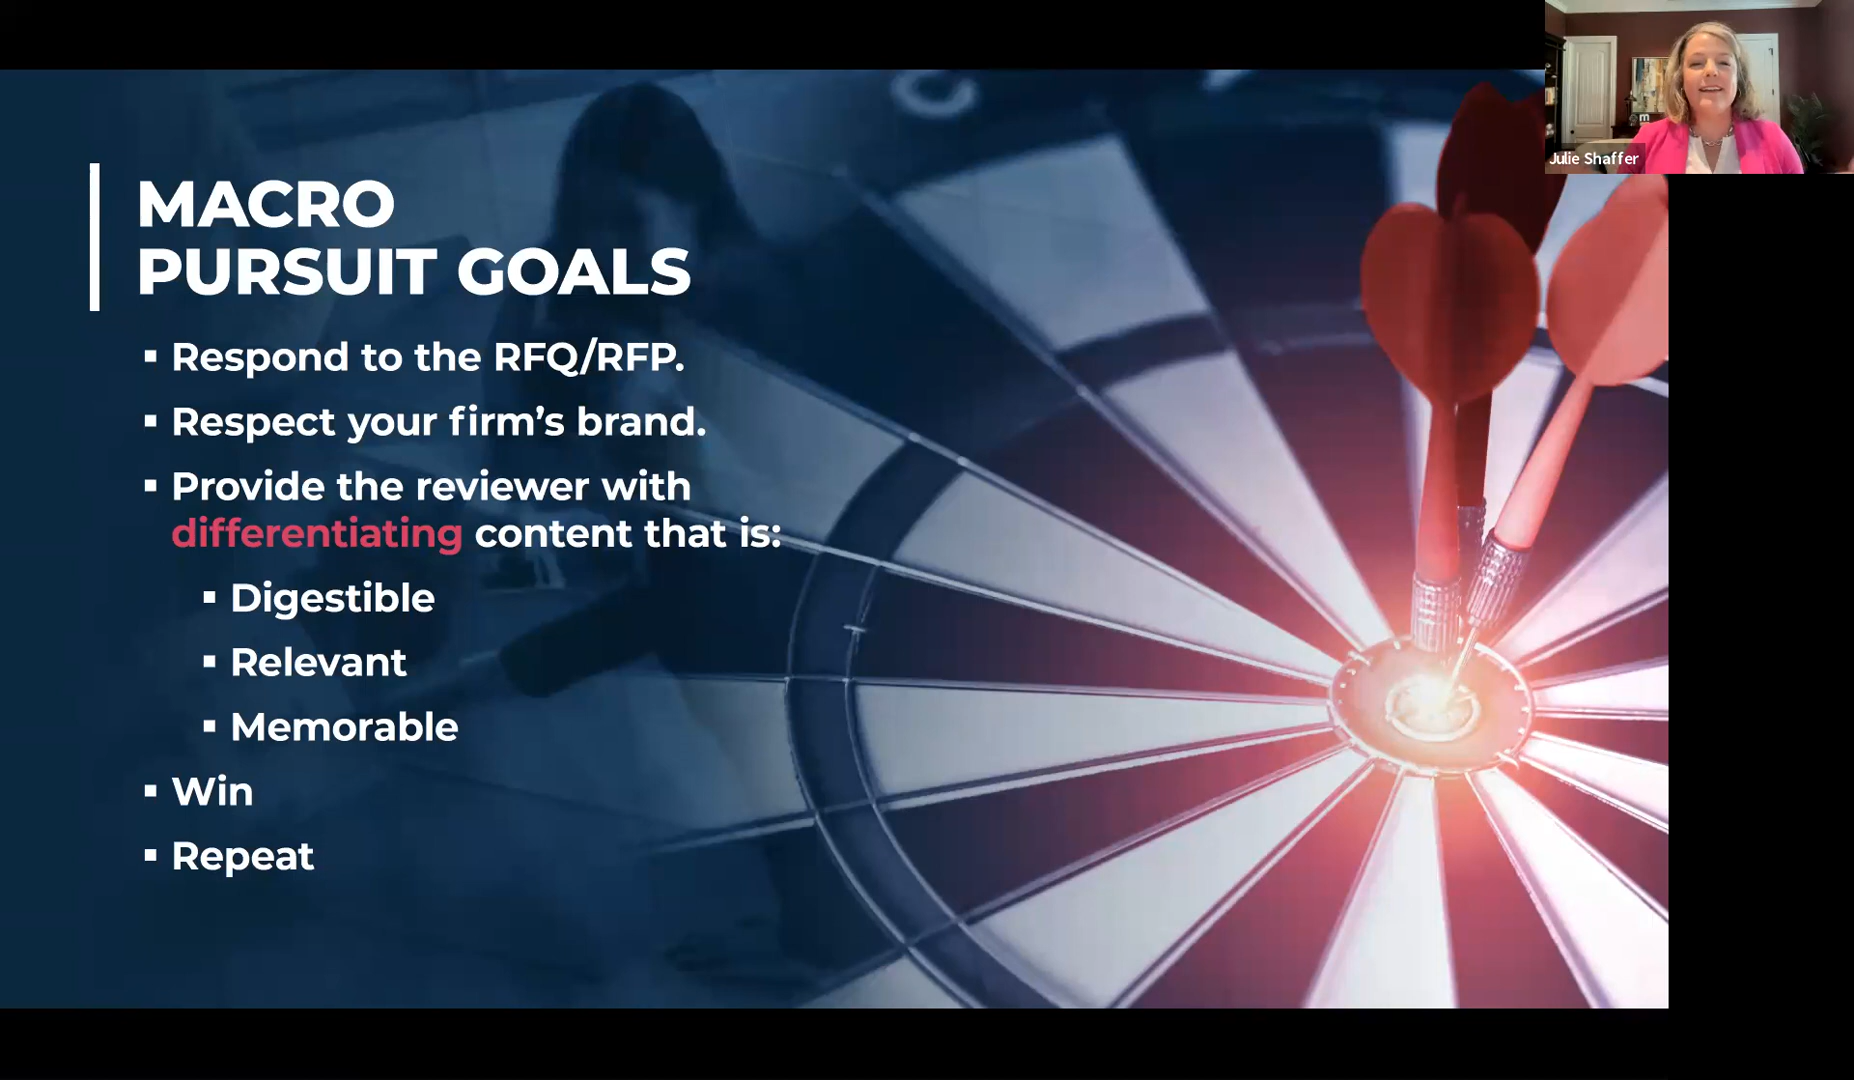 Julie Shaffer
MACRO
PURSUIT GOALS
▪ Respond to the RFQ/RFP.
▪ Respect your firm’s brand.
▪ Provide the reviewer with
differentiating content that is:
▪ Digestible
▪ Relevant
▪ Memorable
▪ Win
▪ Repeat